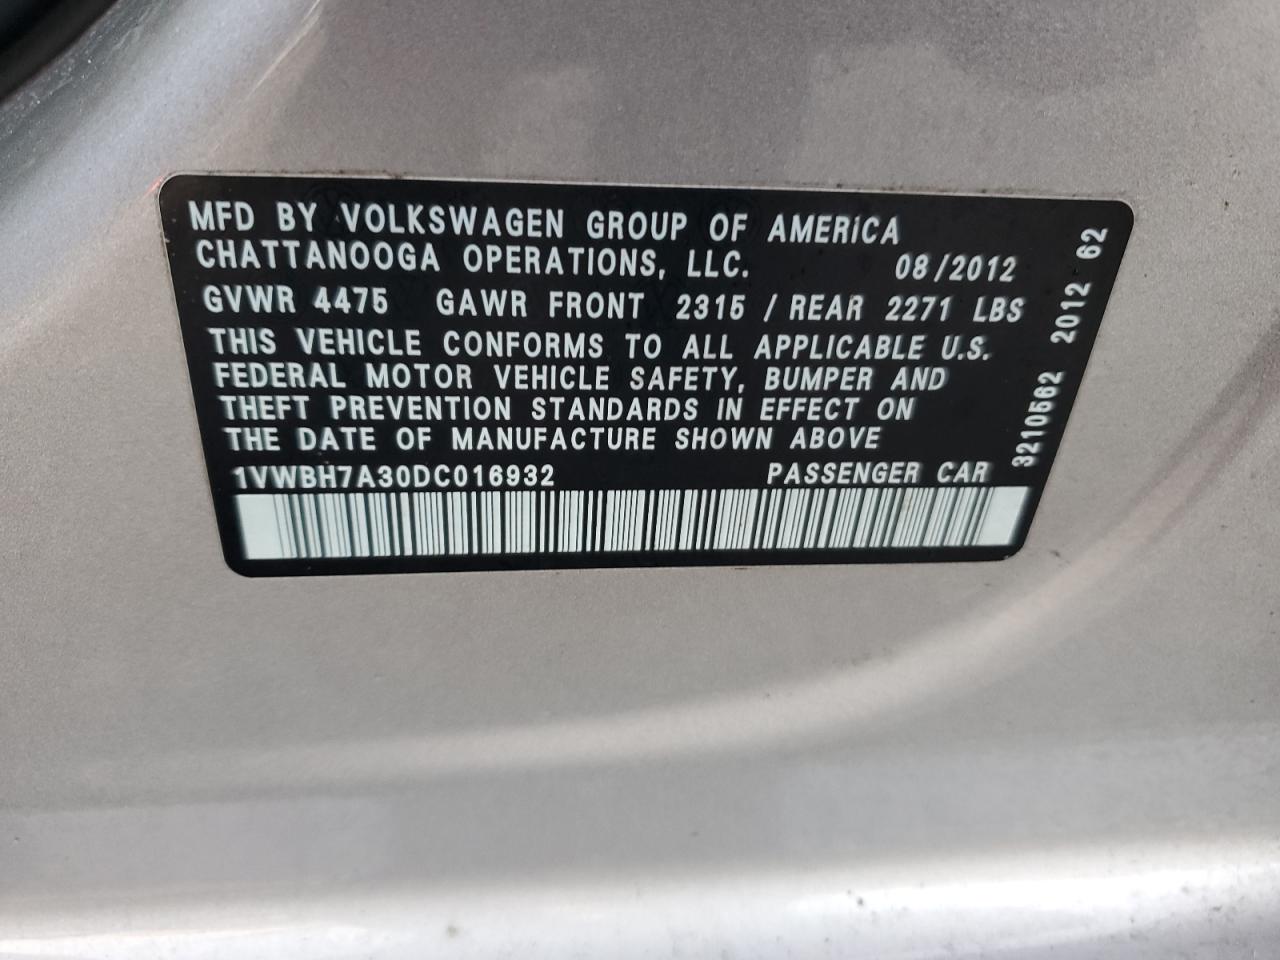 MFD BY VOLKSWAGEN GROUP OF AMERICA
CHATTANOOGA OPERATIONS, LLC. 08/2012
GVWR 4475 GAWR FRONT 2315 / REAR 2271 LBS
THIS VEHICLE CONFORMS TO ALL APPLICABLE U.S.
FEDERAL MOTOR VEHICLE SAFETY, BUMPER AND
THEFT PREVENTION STANDARDS IN EFFECT ON
THE DATE OF MANUFACTURE SHOWN ABOVE
1VWBH7A30DC016932 PASSENGER CAR
3210562 2012 62